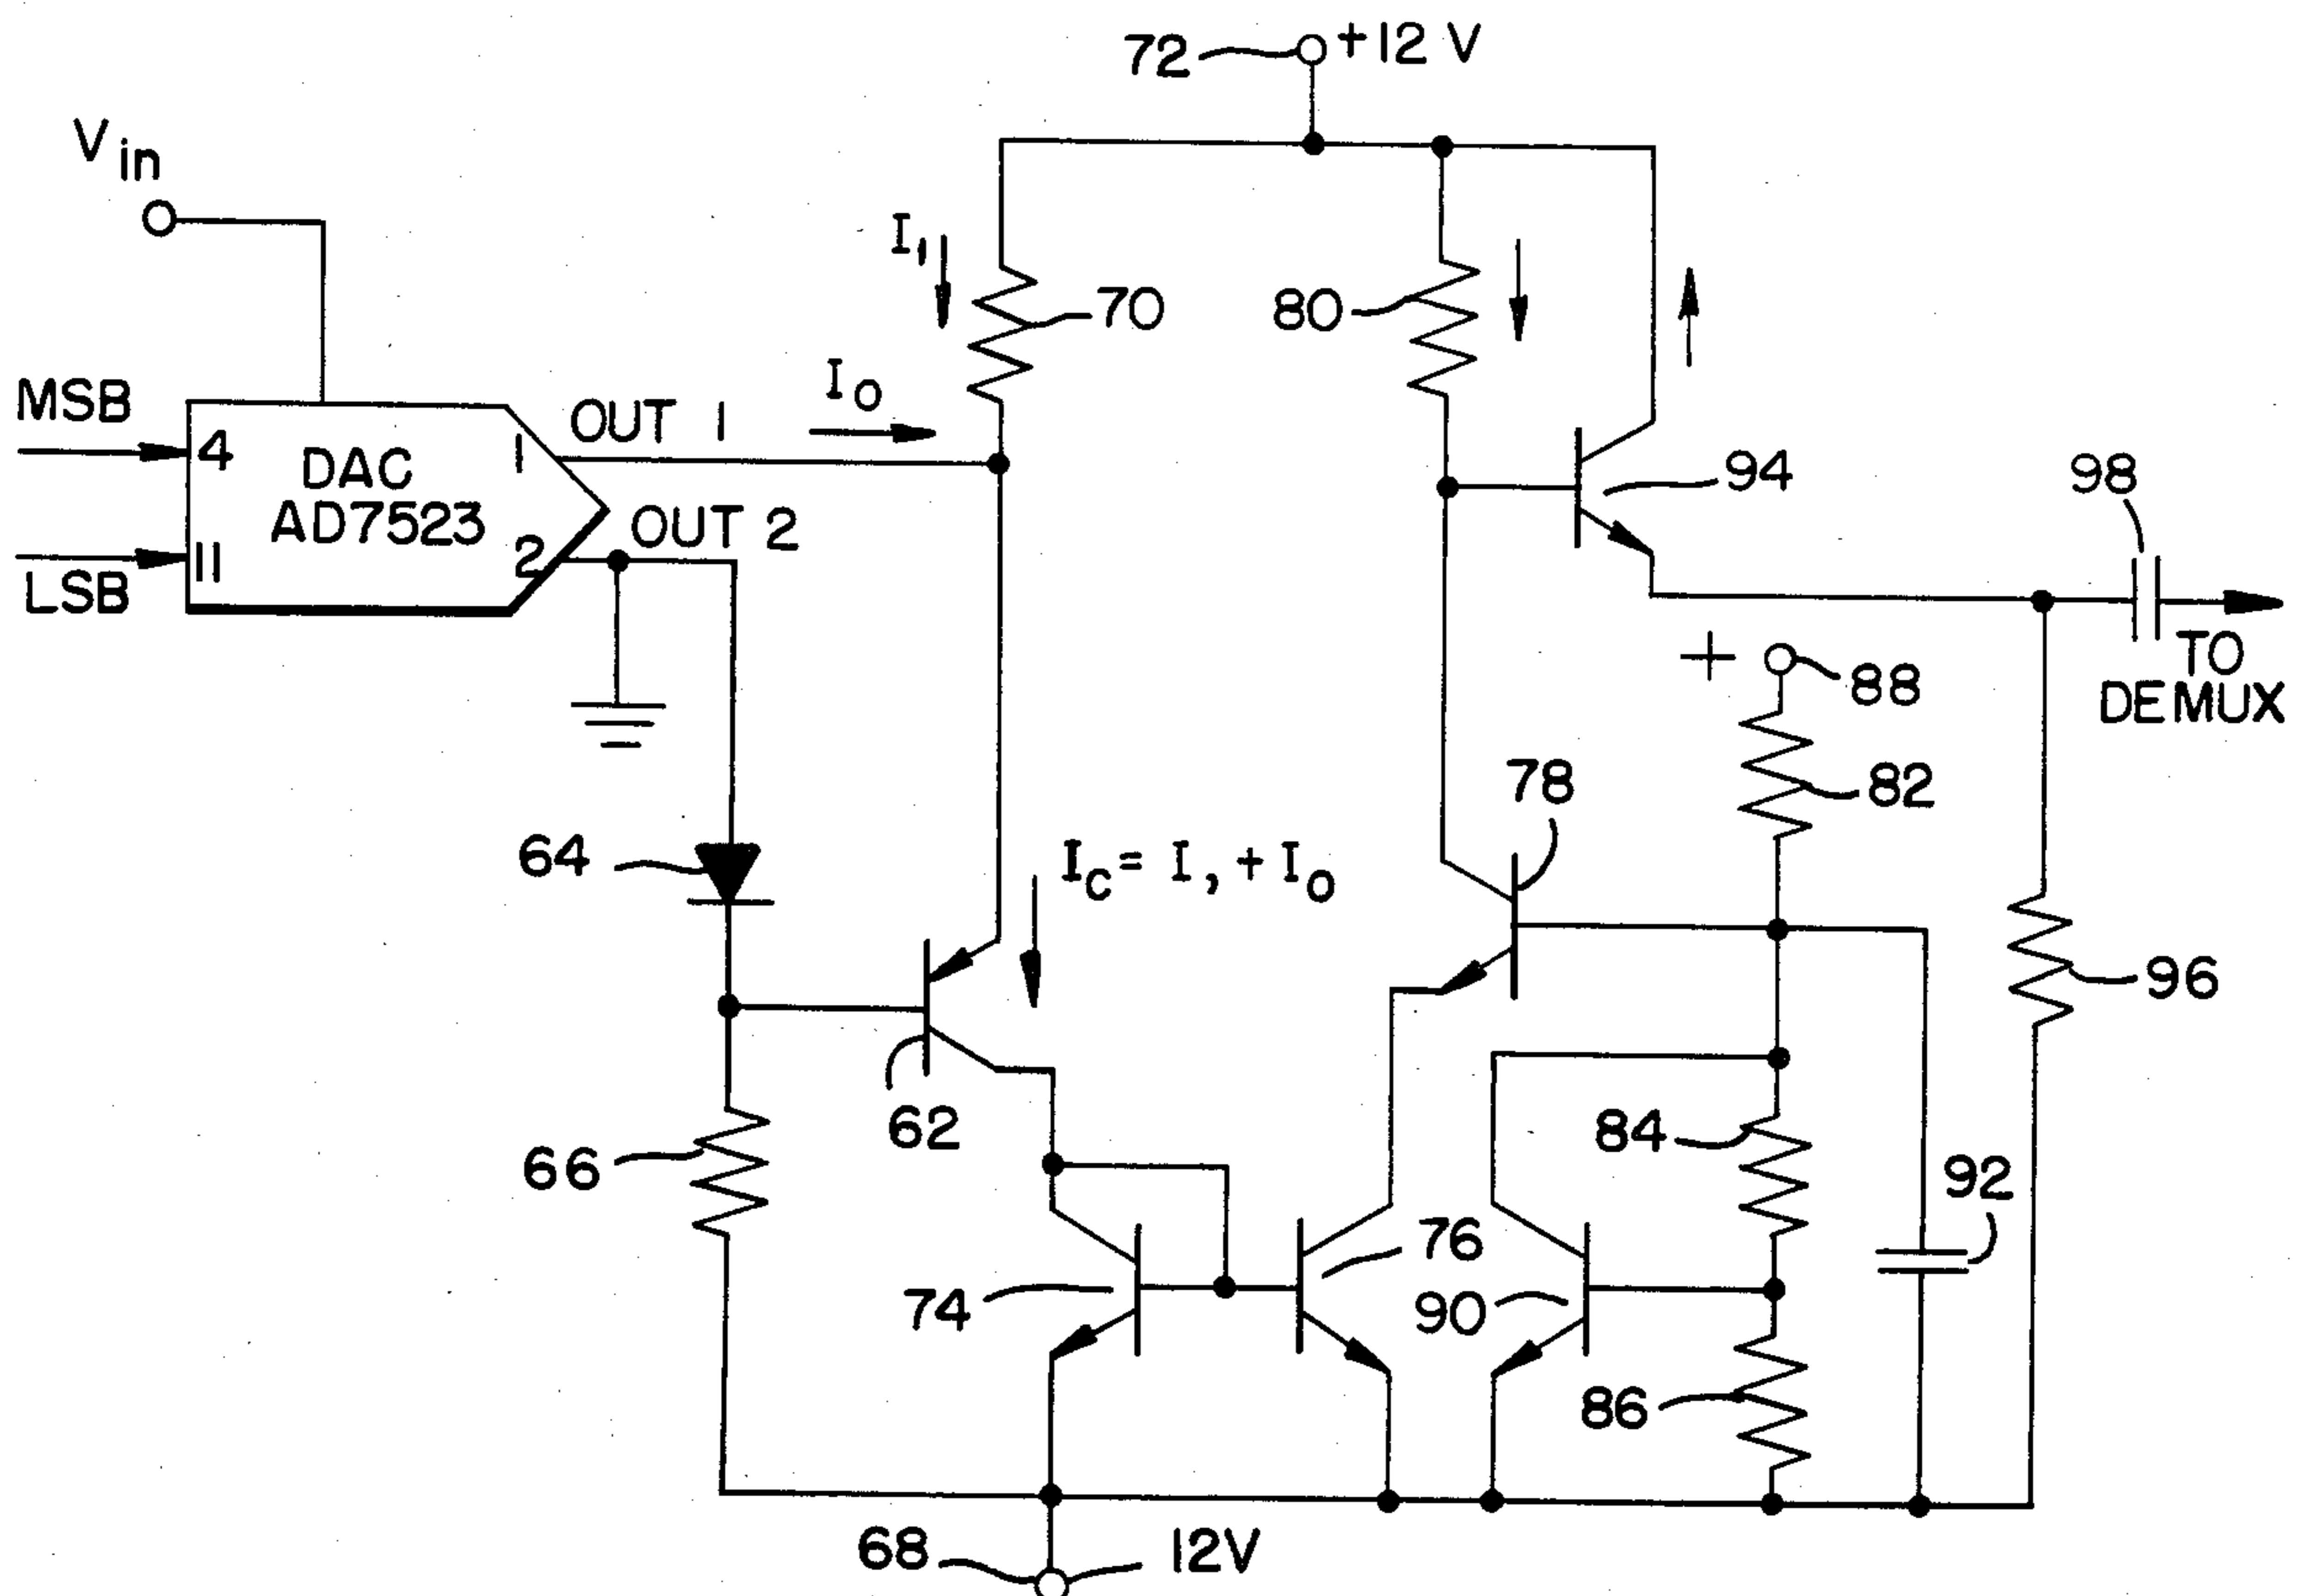 72
+12 V
Vin
I1
70
80
MSB
4
DAC
AD7523
1
OUT 1
IO
94
98
LSB
11
2
OUT 2
TO
DEMUX
+
88
82
78
64
IC = I, + IO
96
62
84
66
92
76
74
90
86
68
12V